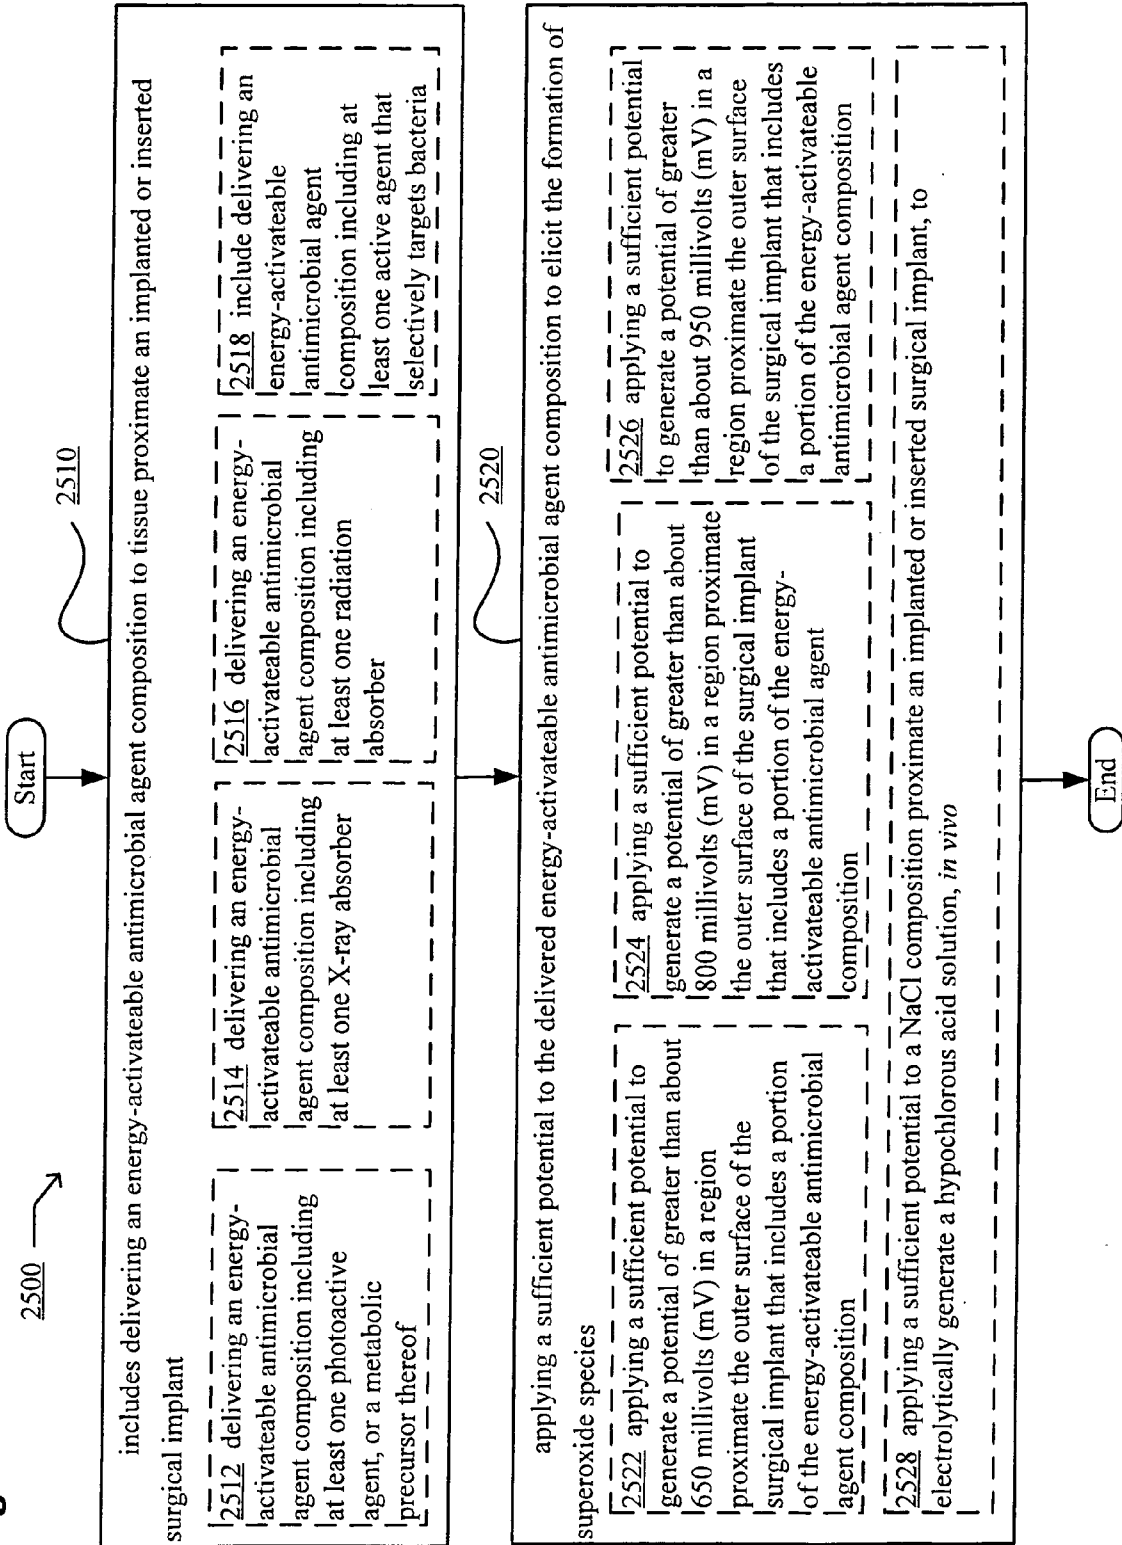 2500
Start
2510
includes delivering an energy-activateable antimicrobial agent composition to tissue proximate an implanted or inserted
surgical implant
2512 delivering an energy-
activateable antimicrobial
agent composition including
at least one photoactive
agent, or a metabolic
precursor thereof
2514 delivering an energy-
activateable antimicrobial
agent composition including
at least one X-ray absorber
2516 delivering an energy-
activateable antimicrobial
agent composition including
at least one radiation
absorber
2518 include delivering an
energy-activateable
antimicrobial agent
composition including at
least one active agent that
selectively targets bacteria
2520
applying a sufficient potential to the delivered energy-activateable antimicrobial agent composition to elicit the formation of
superoxide species
2522 applying a sufficient potential to
generate a potential of greater than about
650 millivolts (mV) in a region
proximate the outer surface of the
surgical implant that includes a portion
of the energy-activateable antimicrobial
agent composition
2524 applying a sufficient potential to
generate a potential of greater than about
800 millivolts (mV) in a region proximate
the outer surface of the surgical implant
that includes a portion of the energy-
activateable antimicrobial agent
composition
2526 applying a sufficient potential
to generate a potential of greater
than about 950 millivolts (mV) in a
region proximate the outer surface
of the surgical implant that includes
a portion of the energy-activateable
antimicrobial agent composition
2528 applying a sufficient potential to a NaCl composition proximate an implanted or inserted surgical implant, to
electrolytically generate a hypochlorous acid solution, in vivo
End